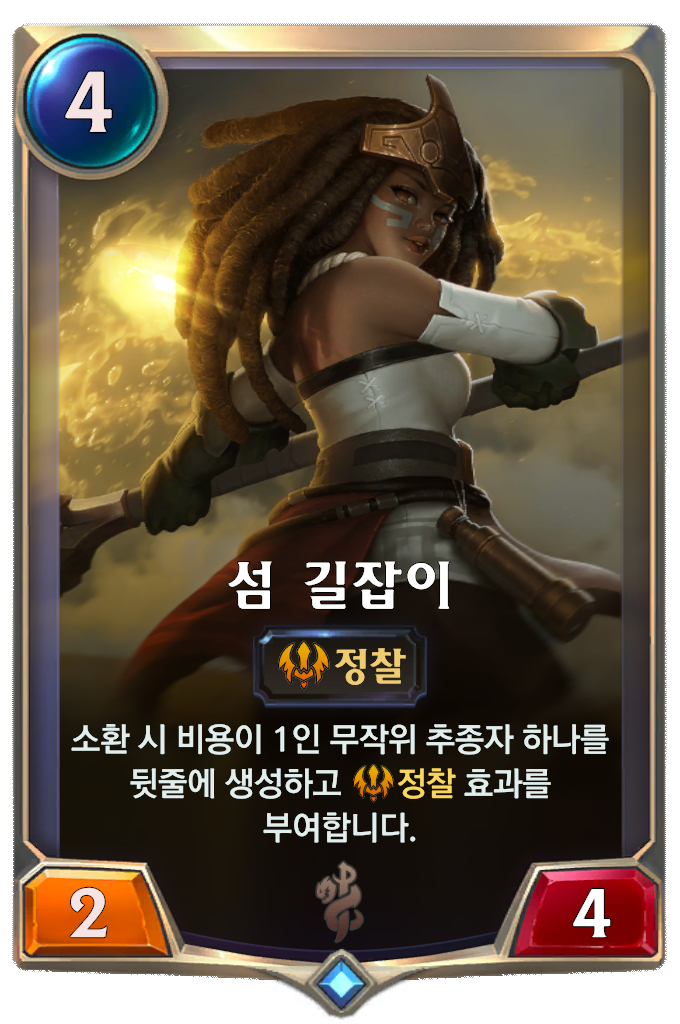 4
섬 길잡이
정찰
소환 시 비용이 1인 무작위 추종자 하나를
뒷줄에 생성하고 정찰 효과를
부여합니다.
2
4